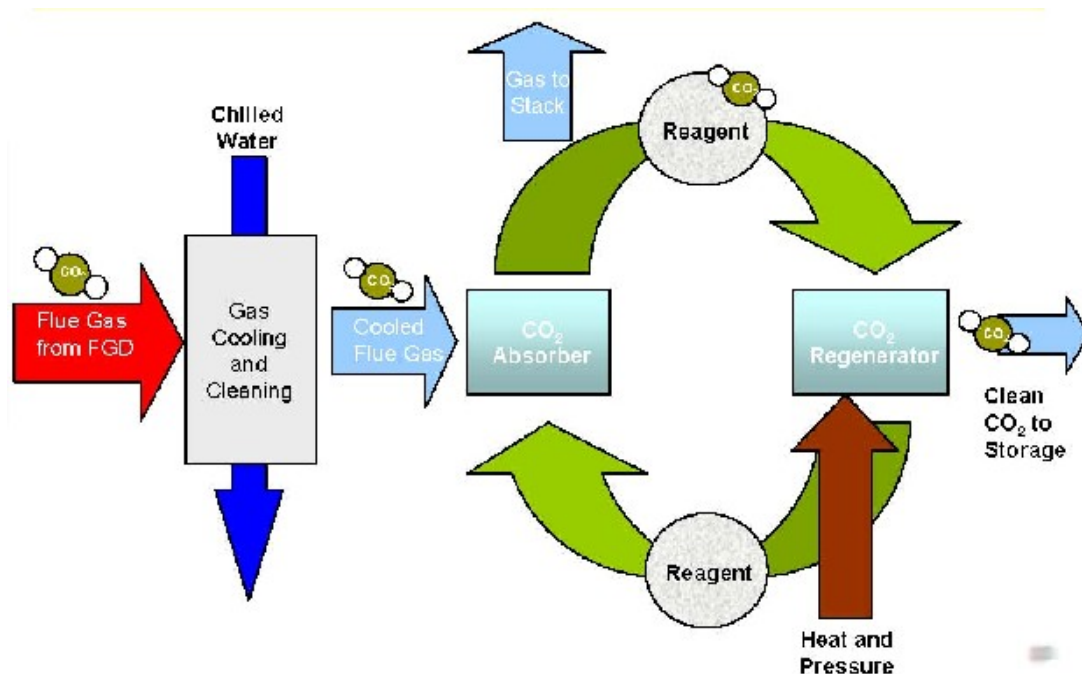 Gas to
Stack
Chilled
Water
Reagent
Flue Gas
from FGD
Gas
Cooling
and
Cleaning
Cooled
Flue Gas
CO₂
Absorber
CO₂
Regenerator
Clean
CO₂ to
Storage
Reagent
Heat and
Pressure